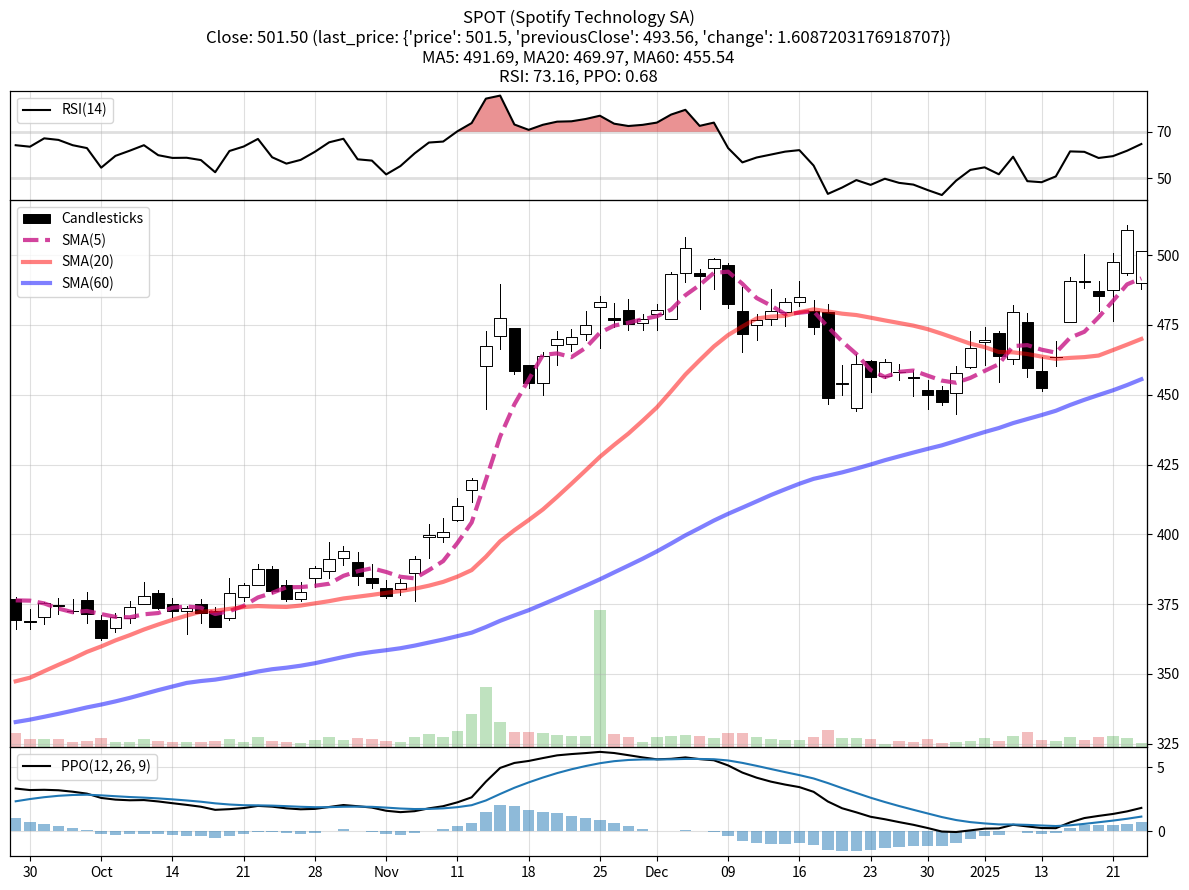 SPOT (Spotify Technology SA)
Close: 501.50 (last_price: {'price': 501.5, 'previousClose': 493.56, 'change': 1.6087203176918707})
MA5: 491.69, MA20: 469.97, MA60: 455.54
RSI: 73.16, PPO: 0.68
RSI(14)
70
50
Candlesticks
SMA(5)
SMA(20)
SMA(60)
500
475
450
425
400
375
350
325
PPO(12, 26, 9)
5
0
30 Oct 14 21 28 Nov 11 18 25 Dec 09 16 23 30 2025 13 21